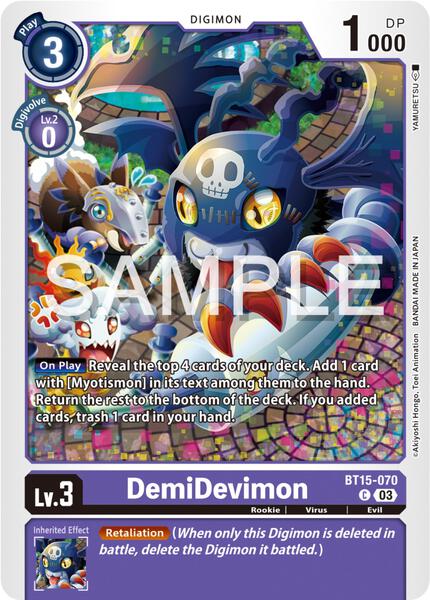 DIGIMON
Play
3
DP
1000
Digivolve
Lv.2
0
YAMURETSU
©Akiyoshi Hongo, Toei Animation BANDAI MADE IN JAPAN
SAMPLE
On Play Reveal the top 4 cards of your deck. Add 1 card
with [Myotismon] in its text among them to the hand.
Return the rest to the bottom of the deck. If you added
cards, trash 1 card in your hand.
BT15-070
Lv.3
DemiDevimon
C 03
Rookie Virus Evil
Inherited Effect
Retaliation (When only this Digimon is deleted in
battle, delete the Digimon it battled.)